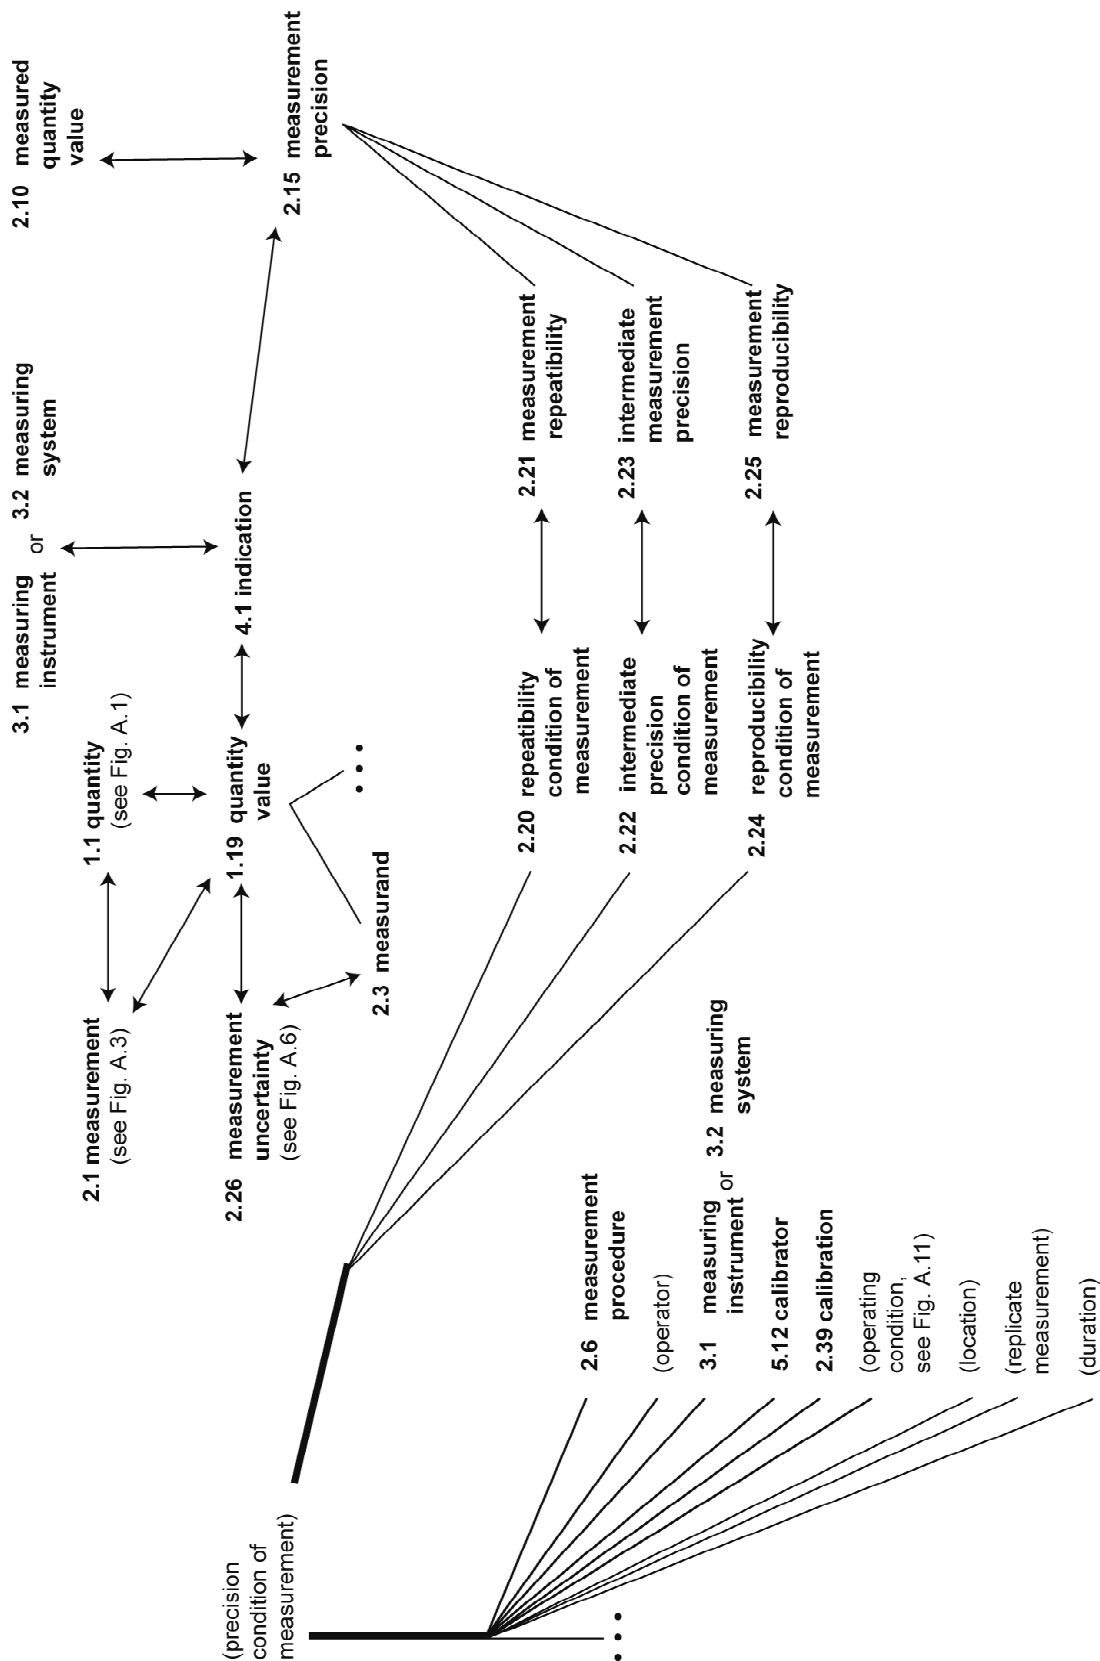 2.1 measurement
(see Fig. A.3)
1.1 quantity
(see Fig. A.1)
3.1 measuring
instrument
or
3.2 measuring
system
2.10 measured
quantity
value
(precision
condition of
measurement)
2.26 measurement
uncertainty
(see Fig. A.6)
1.19 quantity
value
4.1 indication
2.15 measurement
precision
2.3 measurand
...
2.20 repeatibility
condition of
measurement
2.21 measurement
repeatibility
2.22 intermediate
precision
condition of
measurement
2.23 intermediate
measurement
precision
2.24 reproducibility
condition of
measurement
2.25 measurement
reproducibility
...
2.6 measurement
procedure
(operator)
3.1 measuring
instrument
or
3.2 measuring
system
5.12 calibrator
2.39 calibration
(operating
condition,
see Fig. A.11)
(location)
(replicate
measurement)
(duration)